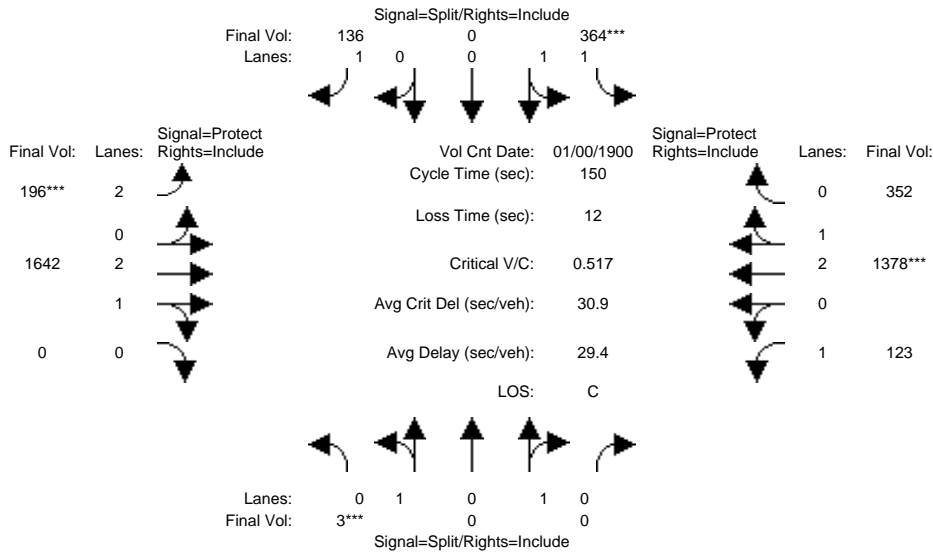 Signal=Split/Rights=Include
Final Vol: 136 0 364***
Lanes: 1 0 0 1 1
Signal=Protect Signal=Protect
Final Vol: Lanes: Rights=Include Vol Cnt Date: 01/00/1900 Rights=Include Lanes: Final Vol:
Cycle Time (sec): 150
196*** 2 0 352
Loss Time (sec): 12
0 1
1642 2 Critical V/C: 0.517 2 1378***
1 Avg Crit Del (sec/veh): 30.9 0
0 0 Avg Delay (sec/veh): 29.4 1 123
LOS: C
Lanes: 0 1 0 1 0
Final Vol: 3*** 0 0
Signal=Split/Rights=Include